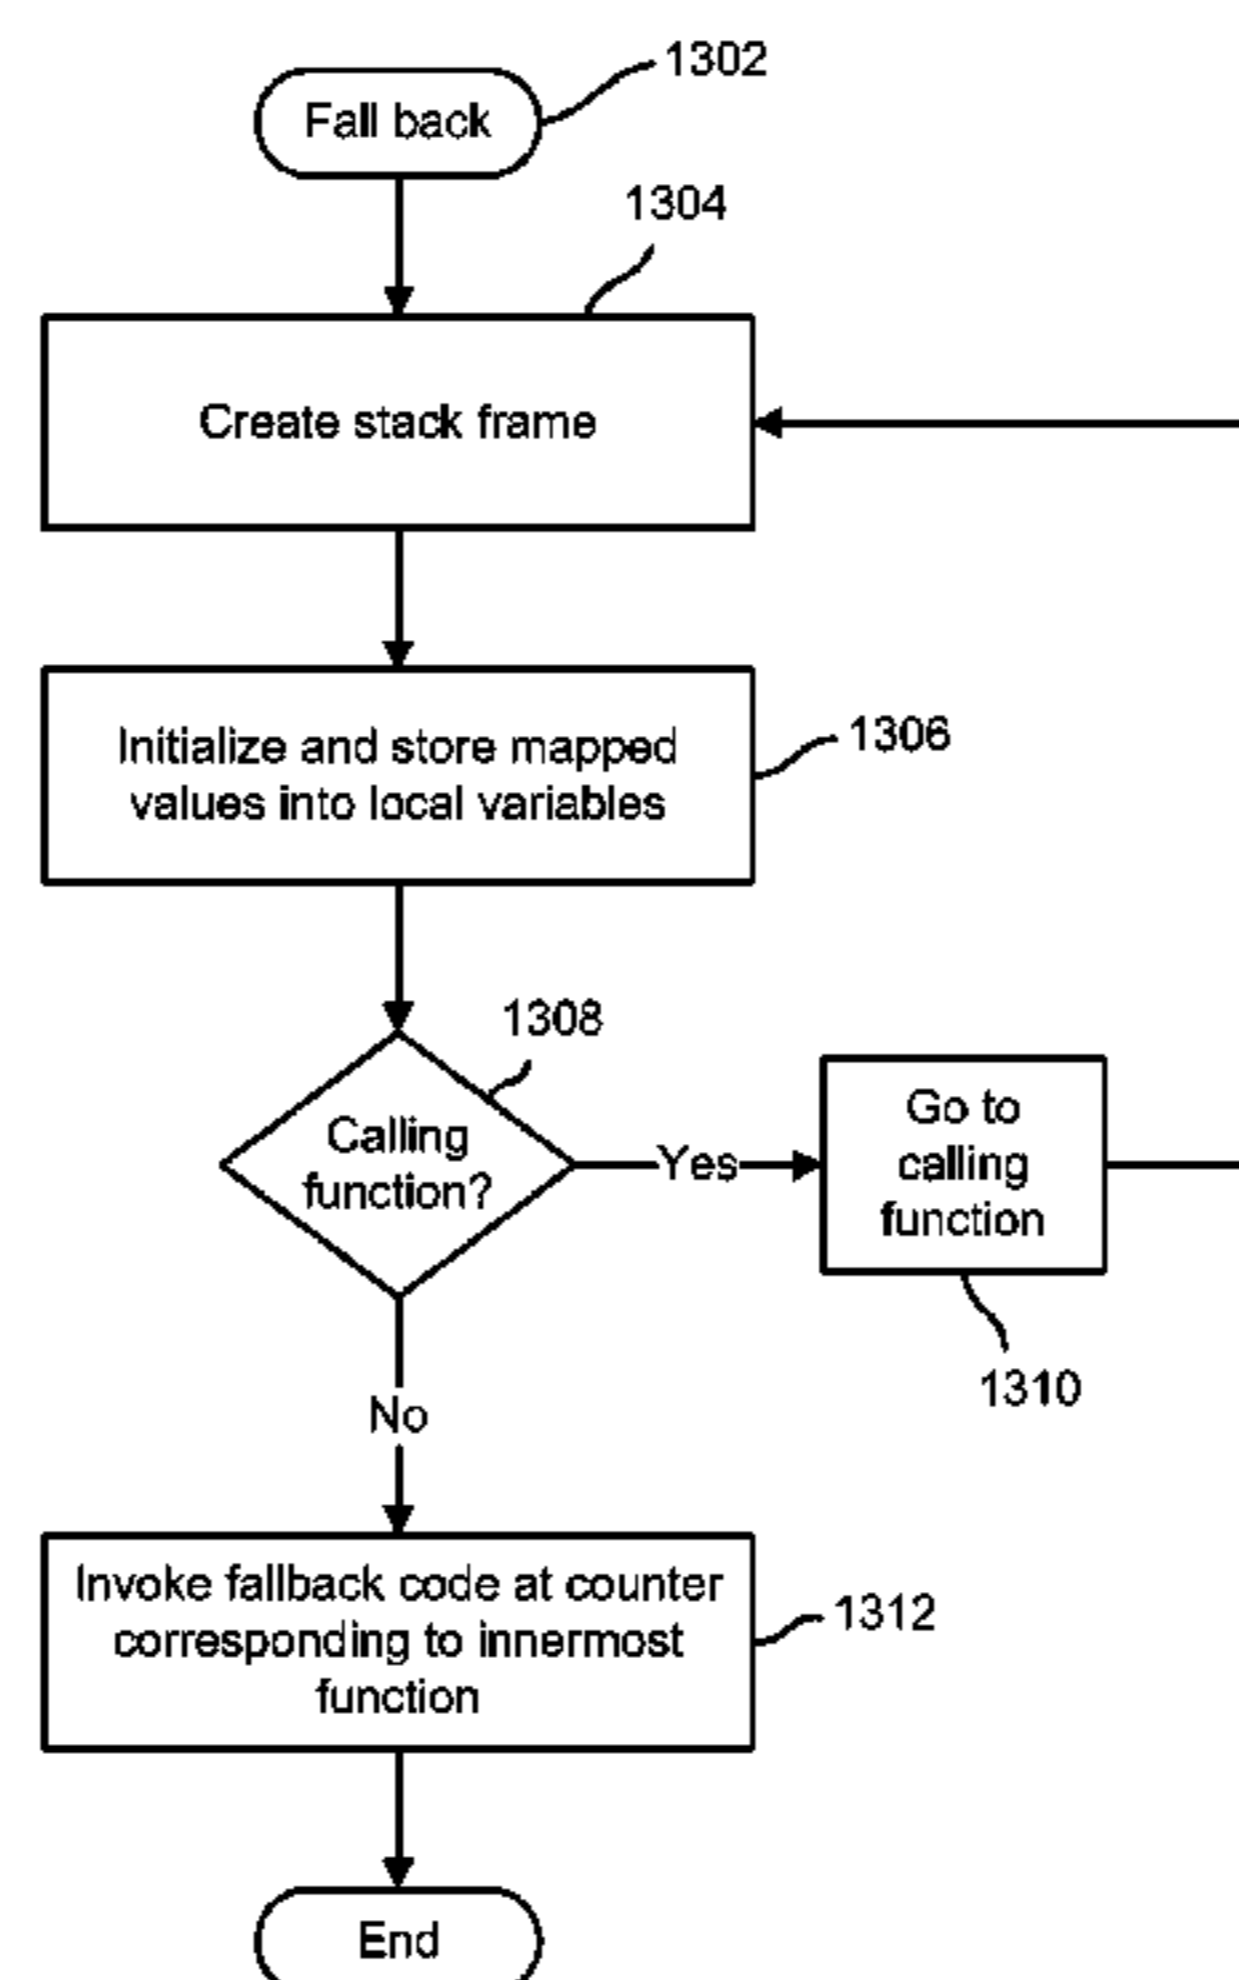 1302
Fall back
1304
Create stack frame
Initialize and store mapped
values into local variables
1306
1308
Calling
function?
Yes
Go to
calling
function
1310
No
Invoke fallback code at counter
corresponding to innermost
function
1312
End